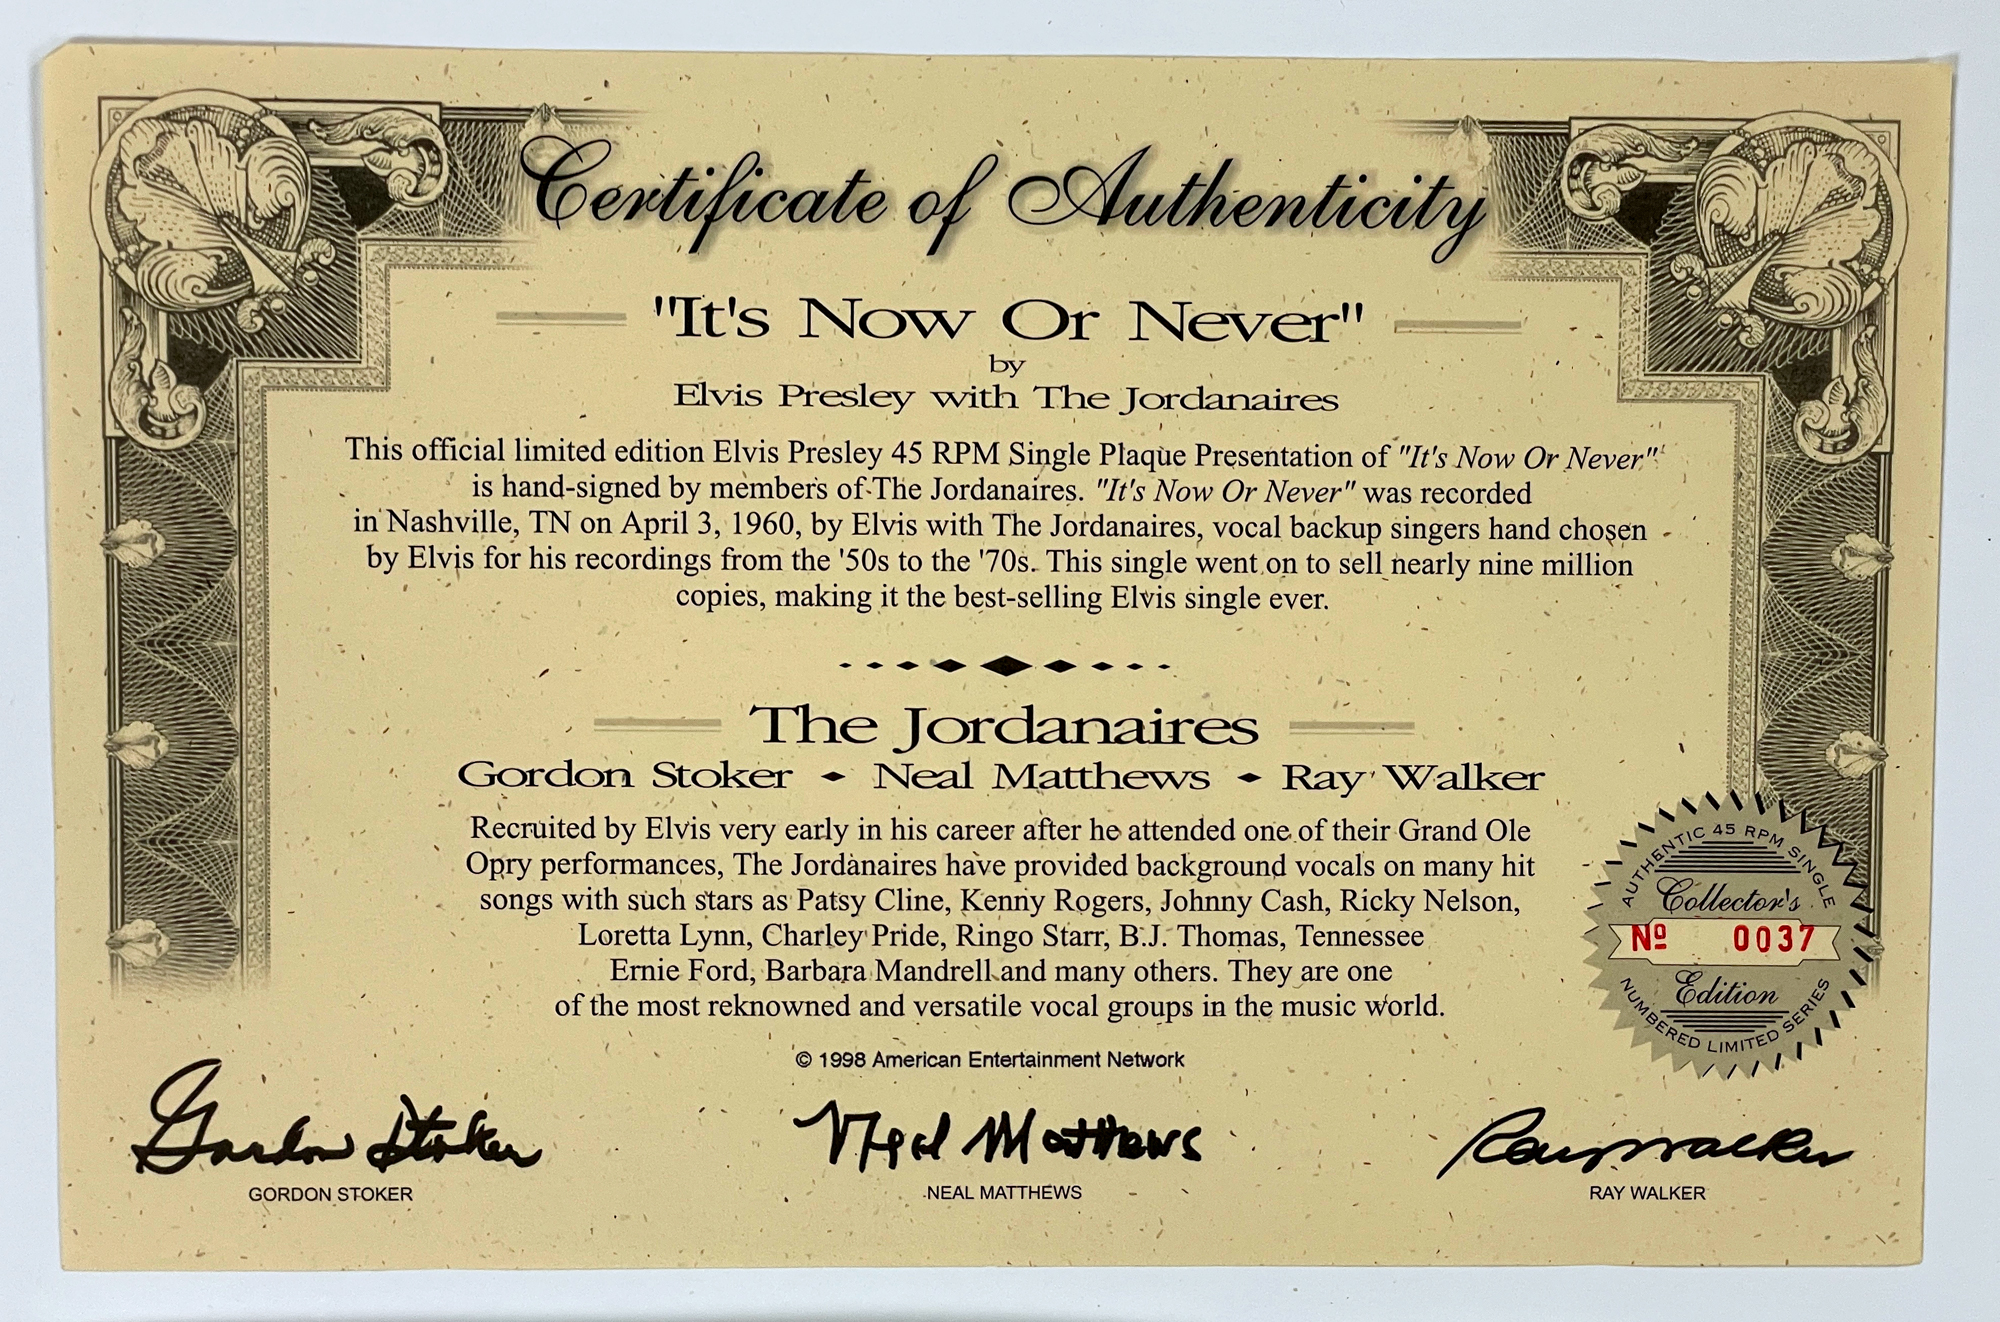 Certificate of Authenticity
"It's Now Or Never"
by
Elvis Presley with The Jordanaires
This official limited edition Elvis Presley 45 RPM Single Plaque Presentation of "It's Now Or Never"
is hand-signed by members of The Jordanaires. "It's Now Or Never" was recorded
in Nashville, TN on April 3, 1960, by Elvis with The Jordanaires, vocal backup singers hand chosen
by Elvis for his recordings from the '50s to the '70s. This single went on to sell nearly nine million
copies, making it the best-selling Elvis single ever.
The Jordanaires
Gordon Stoker ♦ Neal Matthews ♦ Ray Walker
Recruited by Elvis very early in his career after he attended one of their Grand Ole
Opry performances, The Jordanaires have provided background vocals on many hit
songs with such stars as Patsy Cline, Kenny Rogers, Johnny Cash, Ricky Nelson,
Loretta Lynn, Charley Pride, Ringo Starr, B.J. Thomas, Tennessee
Ernie Ford, Barbara Mandrell and many others. They are one
of the most reknowned and versatile vocal groups in the music world.
© 1998 American Entertainment Network
AUTHENTIC 45 RPM SINGLE
Collector's
Nº 0037
Edition
NUMBERED LIMITED SERIES
Gordon Stoker
Neal Matthews
Ray Walker
GORDON STOKER
NEAL MATTHEWS
RAY WALKER